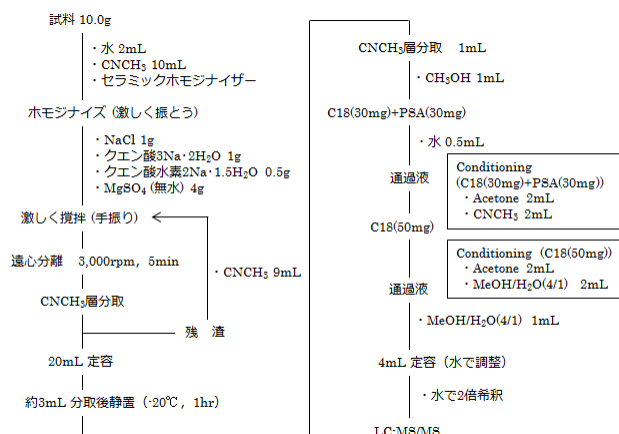 試料 10.0g
・水 2mL
・CNCH₃ 10mL
・セラミックホモジナイザー
ホモジナイズ (激しく振とう)
・NaCl 1g
・クエン酸3Na･2H₂O 1g
・クエン酸水素2Na･1.5H₂O 0.5g
・MgSO₄ (無水) 4g
激しく撹拌 (手振り)
遠心分離 3,000rpm, 5min
・CNCH₃ 9mL
CNCH₃層分取
残 渣
20mL 定容
約3mL 分取後静置 (-20℃, 1hr)
CNCH₃層分取 1mL
・CH₃OH 1mL
C18(30mg)+PSA(30mg)
・水 0.5mL
通過液
Conditioning
(C18(30mg)+PSA(30mg))
・Acetone 2mL
・CNCH₃ 2mL
C18(50mg)
Conditioning (C18(50mg))
・Acetone 2mL
・MeOH/H₂O(4/1) 2mL
通過液
・MeOH/H₂O(4/1) 1mL
4mL 定容 (水で調整)
・水で2倍希釈
LC-MS/MS